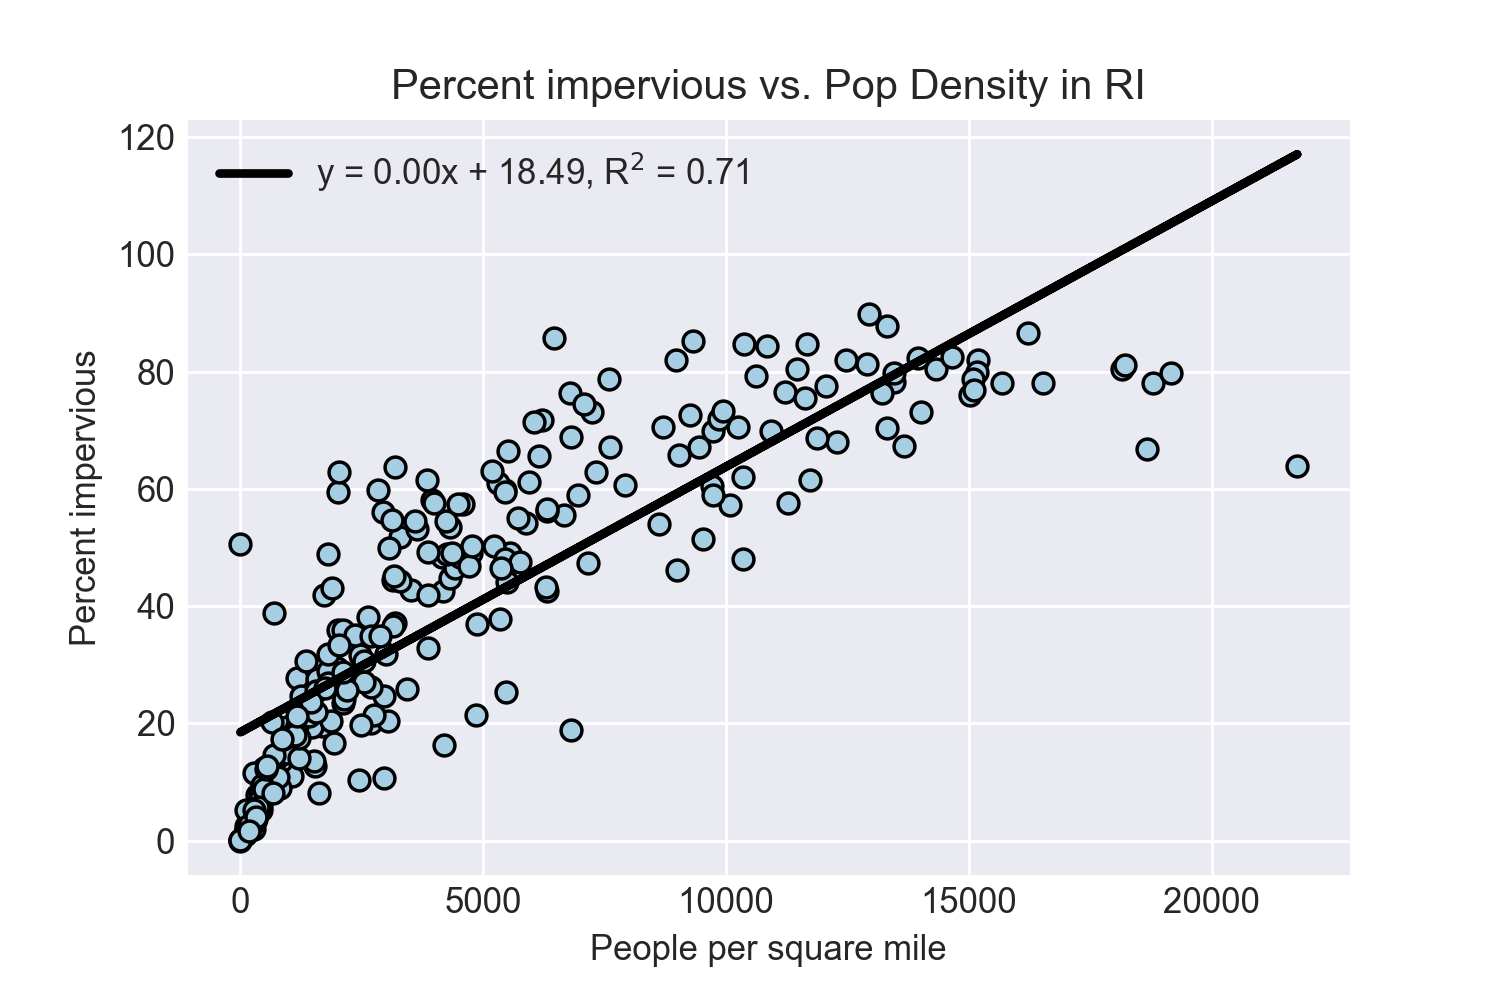 Percent impervious vs. Pop Density in RI
y = 0.00x + 18.49, R² = 0.71
120
100
80
60
40
20
0
Percent impervious
0 5000 10000 15000 20000
People per square mile